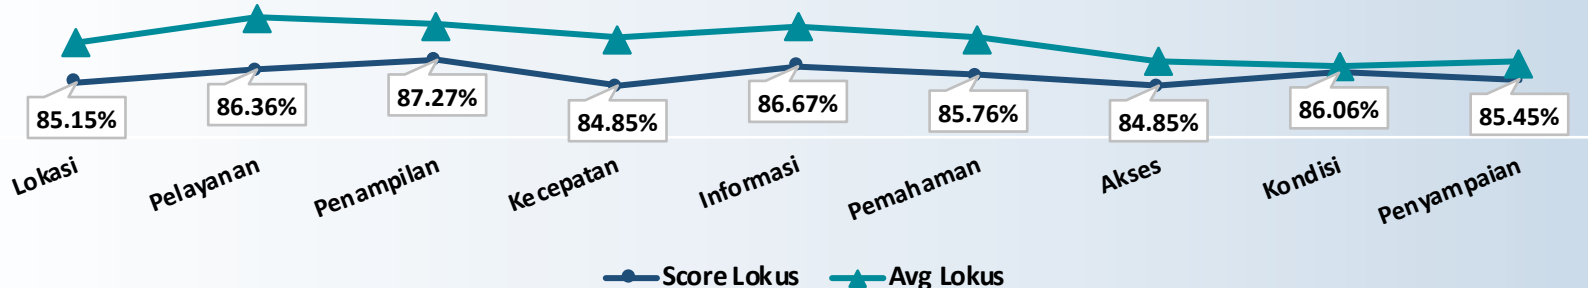 85.15%
86.36%
87.27%
84.85%
86.67%
85.76%
84.85%
86.06%
85.45%
Lokasi
Pelayanan
Penampilan
Kecepatan
Informasi
Pemahaman
Akses
Kondisi
Penyampaian
Score Lokus
Avg Lokus